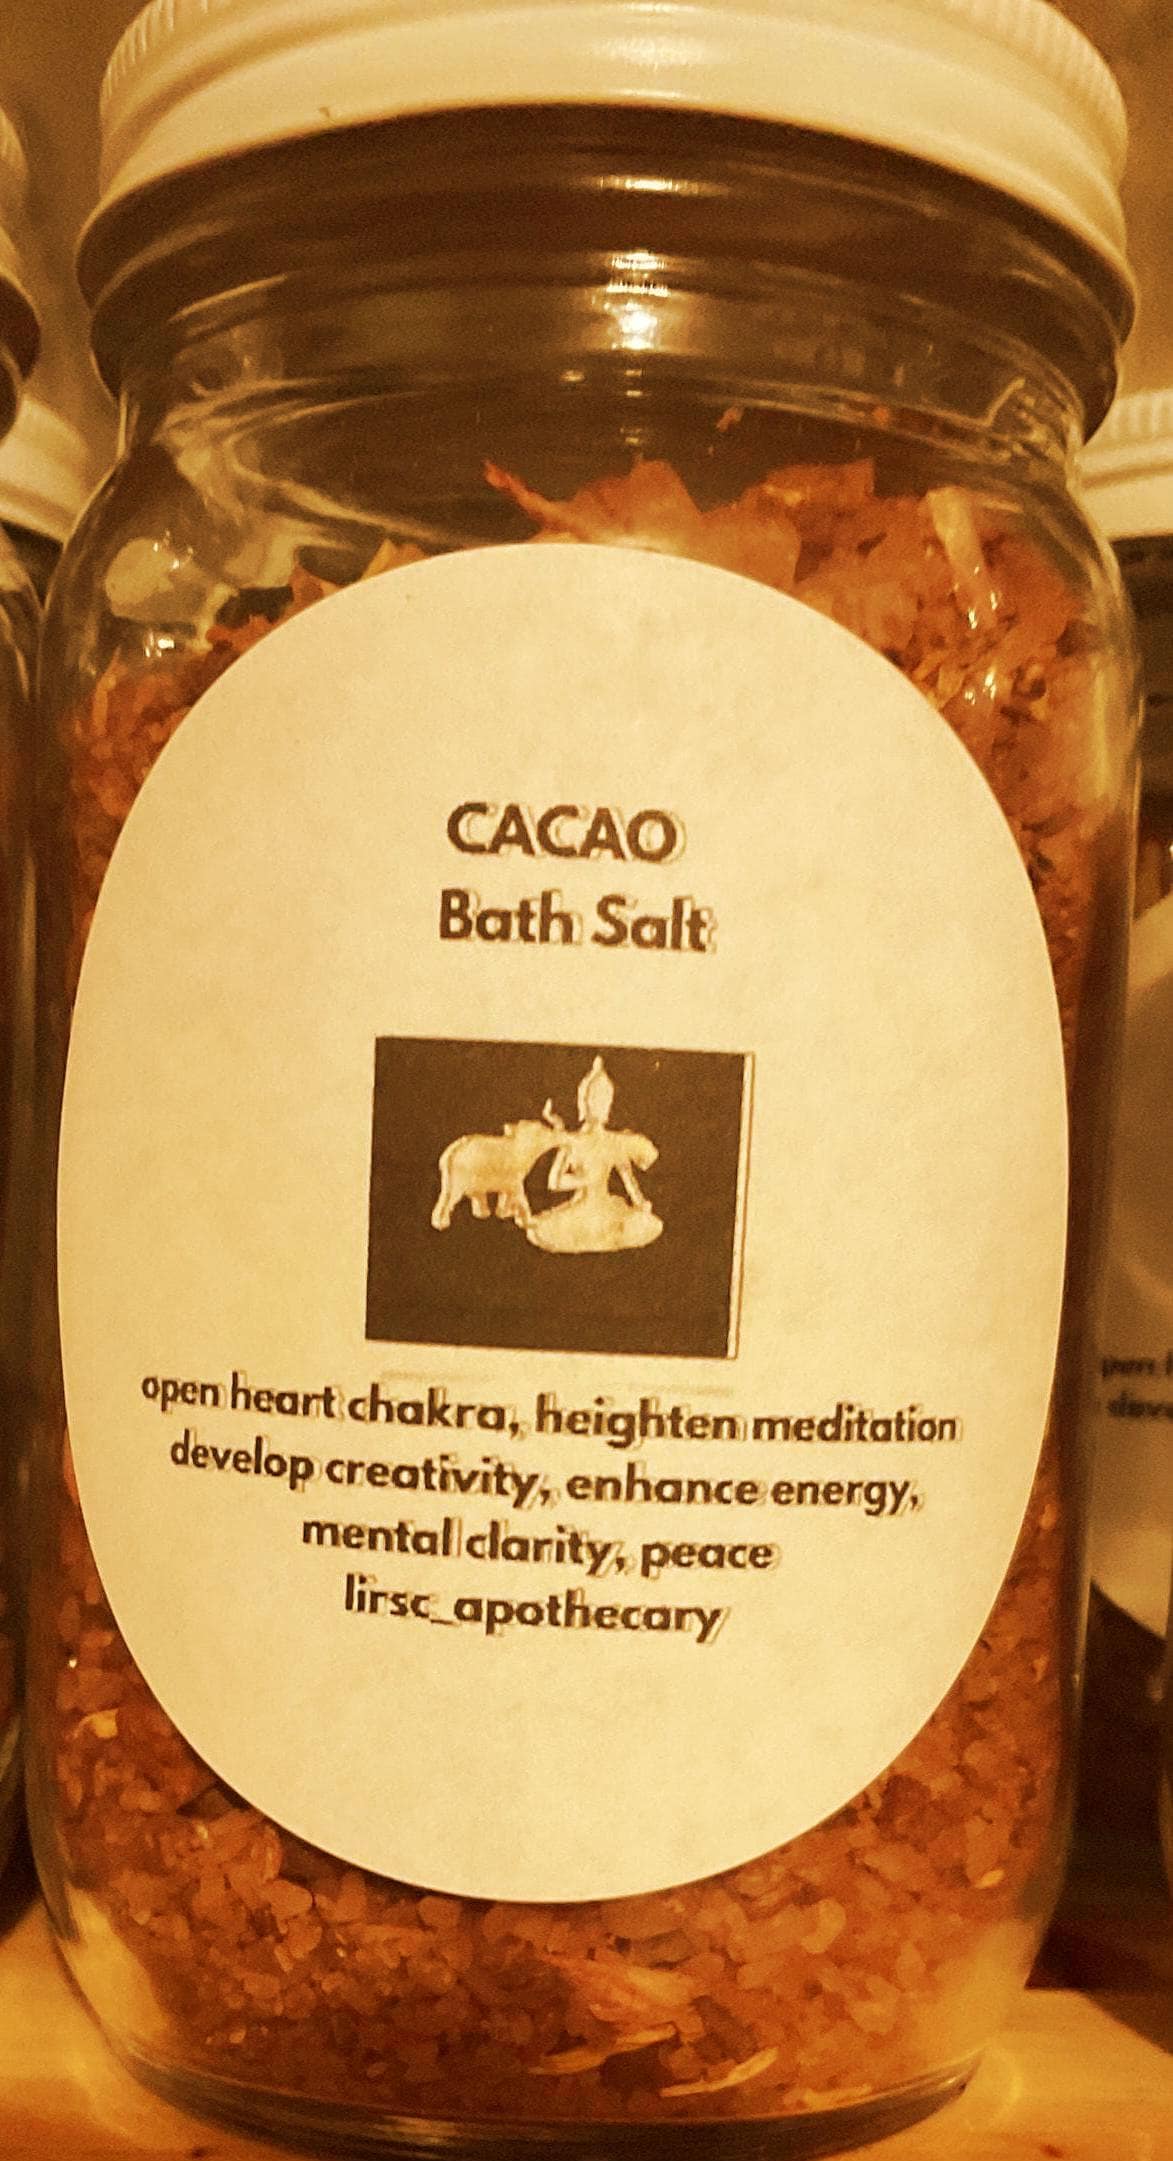 CACAO
Bath Salt
open heart chakra, heighten meditation
develop creativity, enhance energy,
mental clarity, peace
lirsc_apothecary